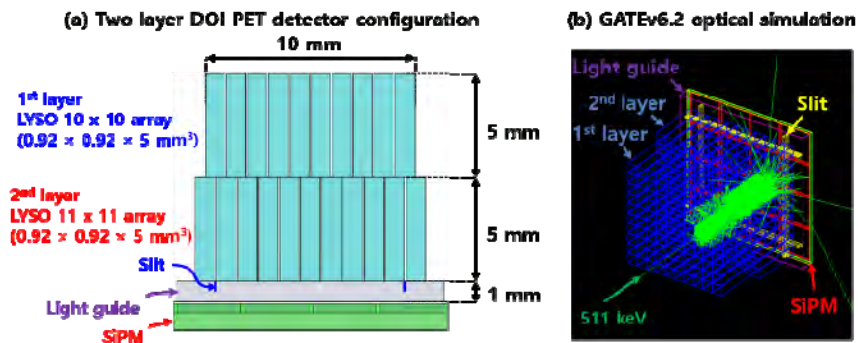 (a) Two layer DOI PET detector configuration
10 mm
1st layer
LYSO 10 x 10 array
(0.92 × 0.92 × 5 mm³)
5 mm
2nd layer
LYSO 11 x 11 array
(0.92 × 0.92 × 5 mm³)
5 mm
Slit
1 mm
Light guide
SiPM
(b) GATEv6.2 optical simulation
Light guide
2nd layer
Slit
1st layer
SiPM
511 keV